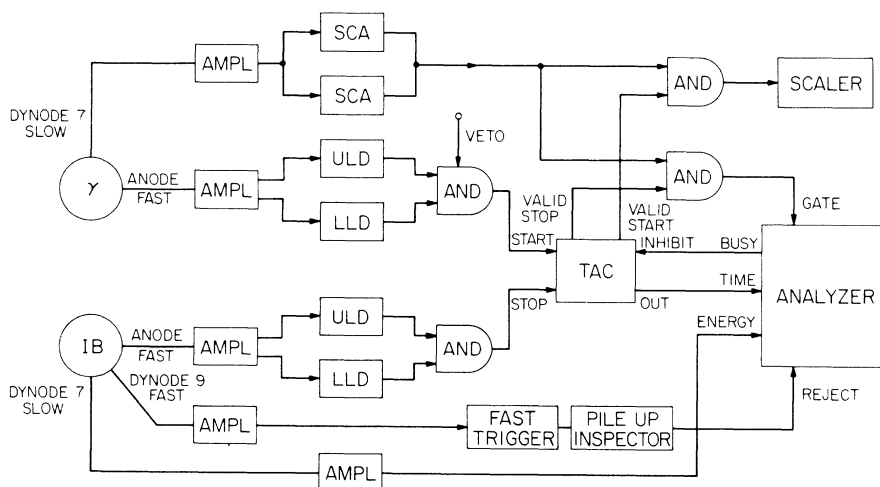 SCA
AMPL
AND
SCALER
SCA
DYNODE 7
SLOW
VETO
γ
ANODE
FAST
AMPL
ULD
LLD
AND
AND
VALID
STOP
VALID
START
GATE
START
INHIBIT
BUSY
TAC
STOP
OUT
TIME
ANALYZER
ENERGY
IB
ANODE
FAST
AMPL
ULD
LLD
AND
DYNODE 7
SLOW
DYNODE 9
FAST
AMPL
FAST
TRIGGER
PILE UP
INSPECTOR
REJECT
AMPL